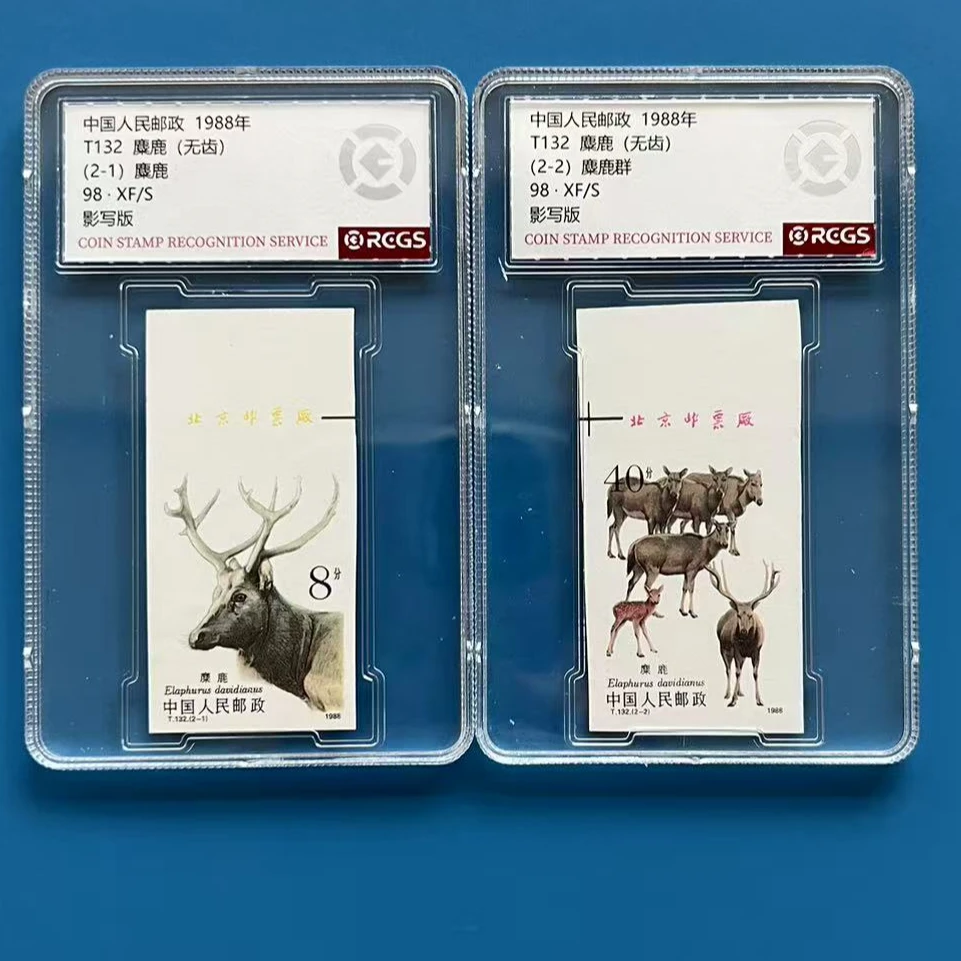 中国人民邮政 1988年
T132 麋鹿（无齿）
(2-1) 麋鹿
98 · XF/S
影写版
COIN STAMP RECOGNITION SERVICE
RCGS
北京邮票厂
8分
麋鹿
Elaphurus davidianus
中国人民邮政
T.132.(2-1)
1988
中国人民邮政 1988年
T132 麋鹿（无齿）
(2-2) 麋鹿群
98 · XF/S
影写版
COIN STAMP RECOGNITION SERVICE
RCGS
北京邮票厂
40分
麋鹿
Elaphurus davidianus
中国人民邮政
T.132.(2-2)
1988